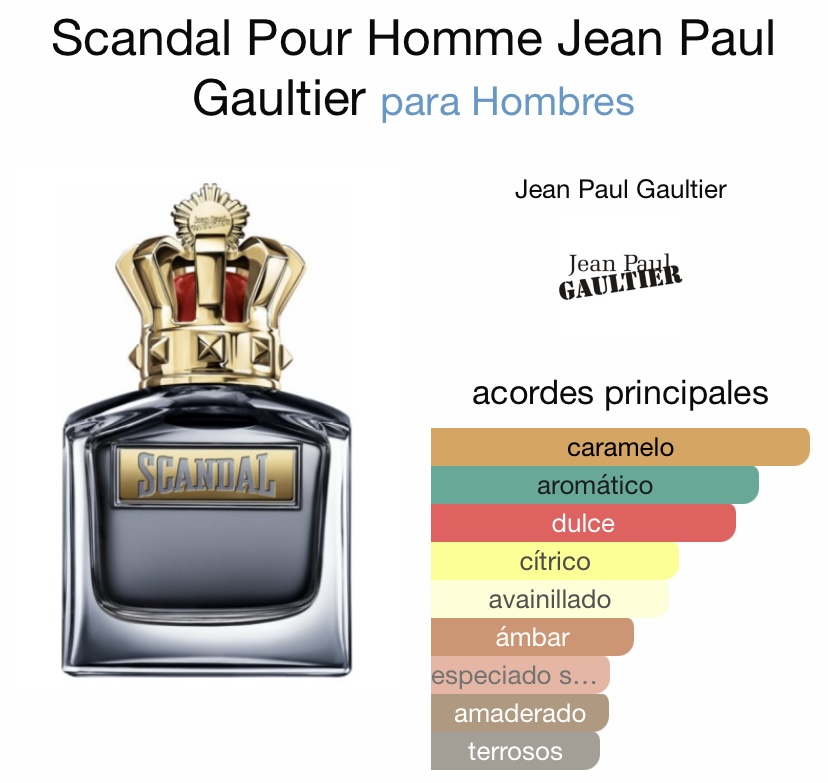 Scandal Pour Homme Jean Paul
Gaultier para Hombres
Jean Paul Gaultier
Jean Paul
GAULTIER
SCANDAL
acordes principales
caramelo
aromático
dulce
cítrico
avainillado
ámbar
especiado s...
amaderado
terrosos